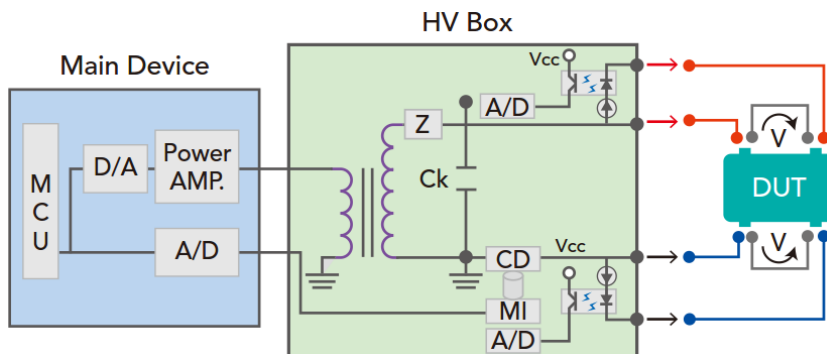 HV Box
Main Device
Vcc
A/D
Z
M
C
U
D/A
Power
AMP.
Ck
V
DUT
V
A/D
CD
Vcc
MI
A/D